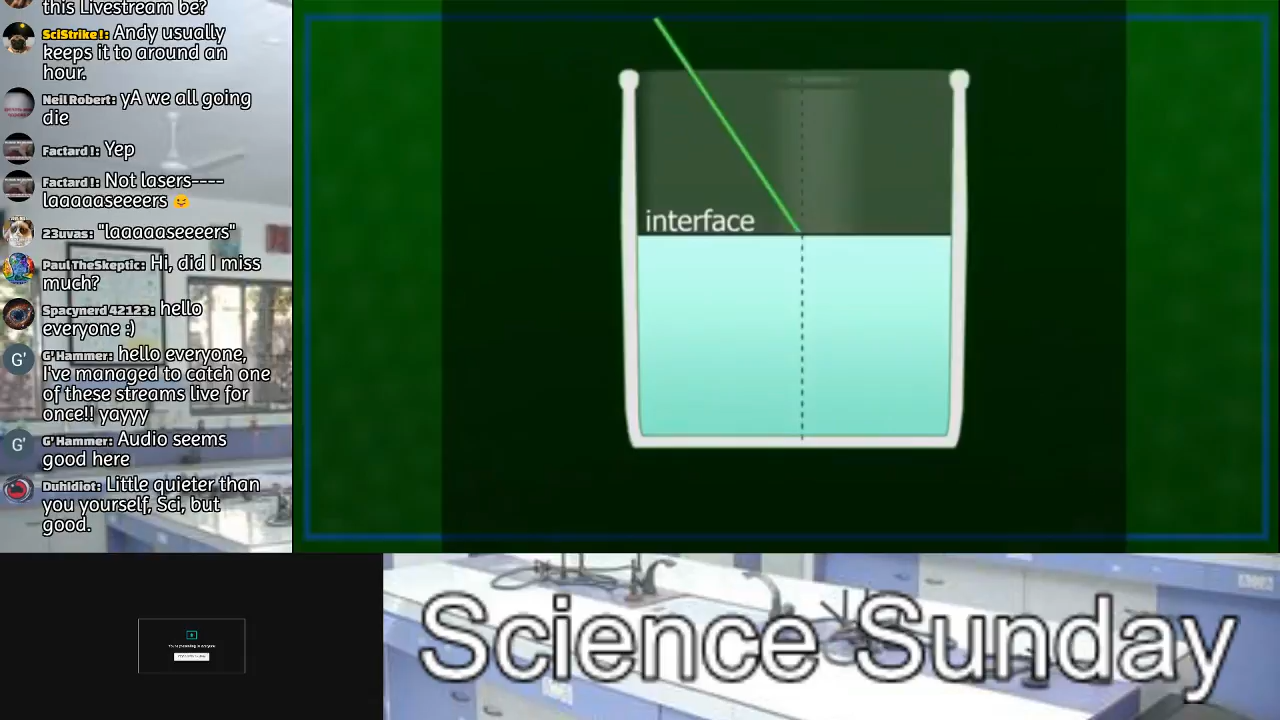 this Livestream be?
SciStrike !: Andy usually
keeps it to around an
hour.
Neil Robert: yA we all going
die
Factard !: Yep
Factard !: Not lasers----
laaaaaseeeers
23uvas: "laaaaaseeeers"
PaulTheSkeptic: Hi, did I miss
much?
Spacynerd 42123: hello
everyone :)
G' Hammer: hello everyone,
I've managed to catch one
of these streams live for
once!! yayyy
G' Hammer: Audio seems
good here
DuhIdiot: Little quieter than
you yourself, Sci, but
good.
G'
G'
interface
Science Sunday